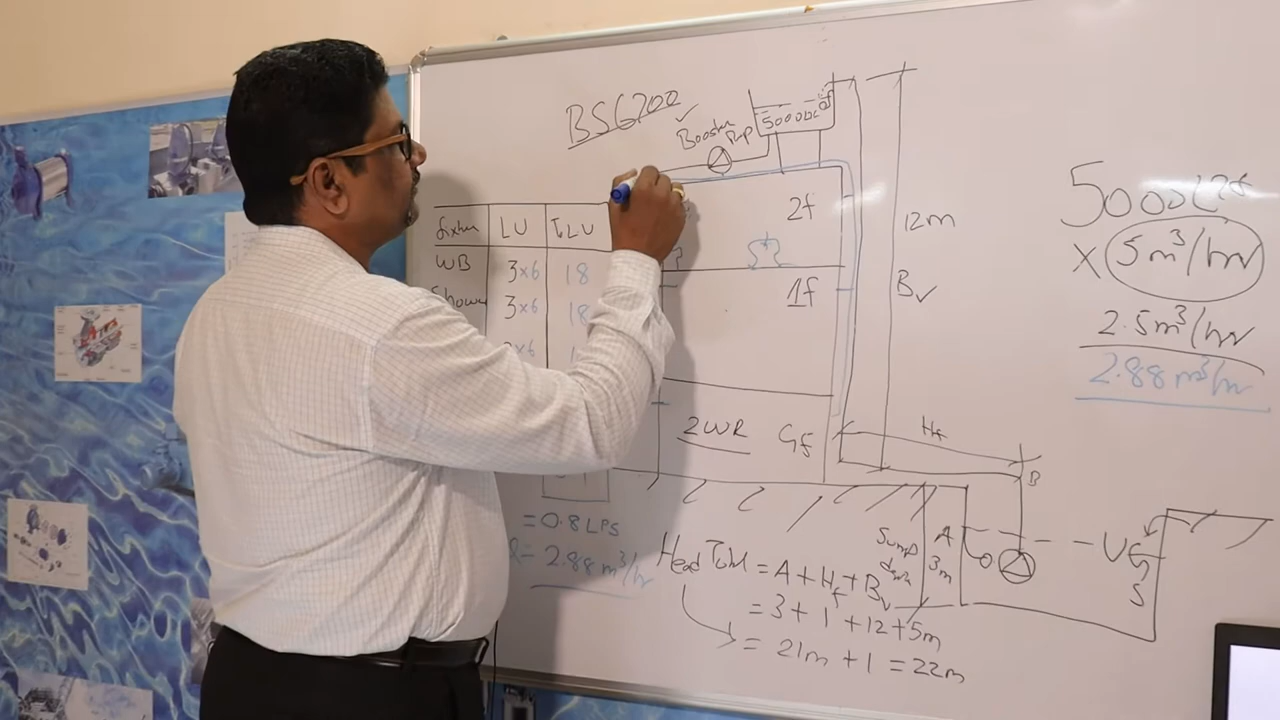 BS6700
Booster
Pump
5000L
fixture LU TLU
WB 3x6 18
Shower 3x6 18
= 0.8 LPS
= 2.88 m³/hr
2f
1f
2WR Gf
12m
Bv
Hf
B
5000Ltr
x 5m³/hr
2.5m³/hr
2.88m³/hr
Sump A
3m
Head Total = A + Hf + Bv
= 3 + 1 + 12 + 5m
= 21m + 1 = 22m